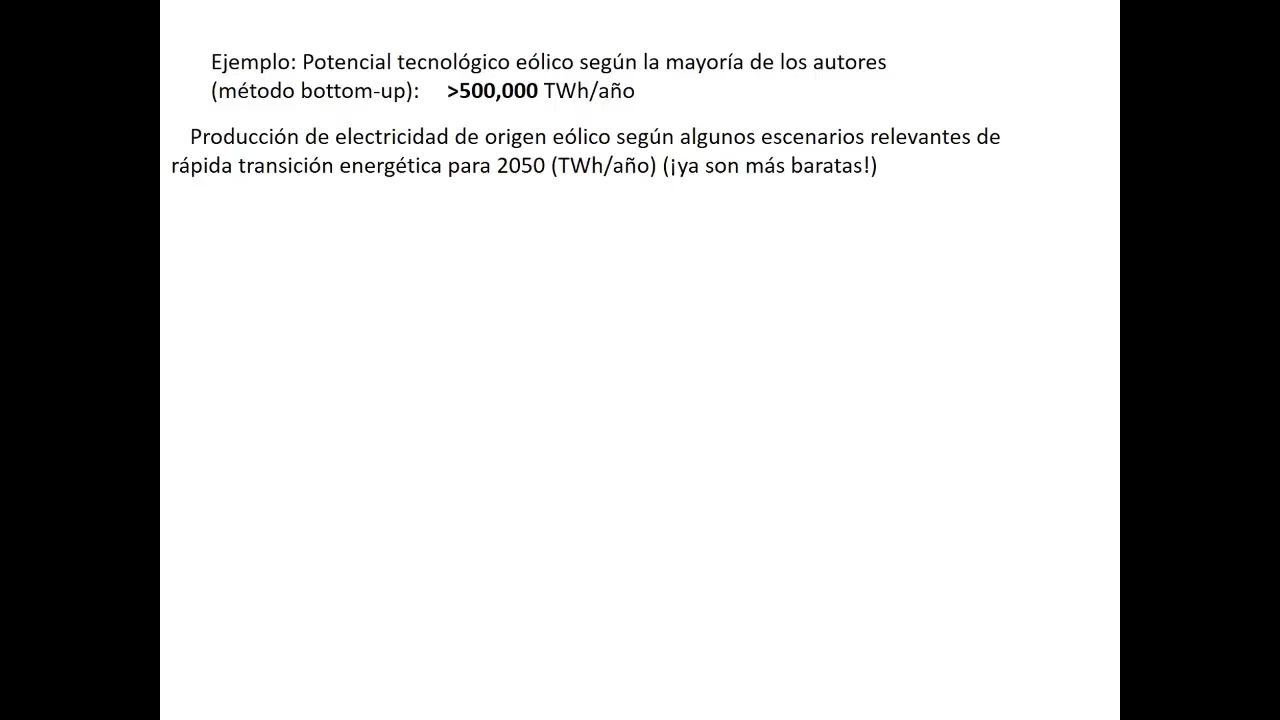 Ejemplo: Potencial tecnológico eólico según la mayoría de los autores
(método bottom-up): >500,000 TWh/año
Producción de electricidad de origen eólico según algunos escenarios relevantes de
rápida transición energética para 2050 (TWh/año) (¡ya son más baratas!)